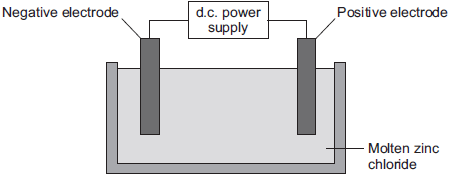 Negative electrode
d.c. power
supply
Positive electrode
Molten zinc
chloride